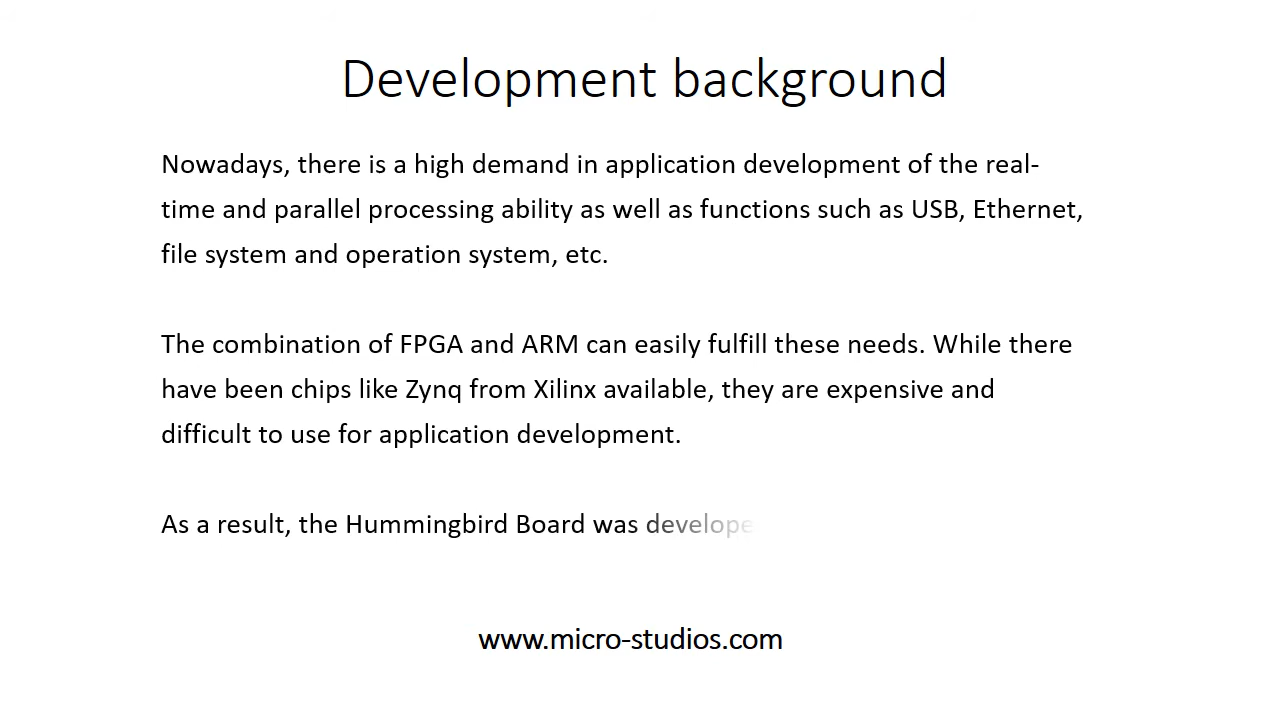 Development background
Nowadays, there is a high demand in application development of the real-
time and parallel processing ability as well as functions such as USB, Ethernet,
file system and operation system, etc.
The combination of FPGA and ARM can easily fulfill these needs. While there
have been chips like Zynq from Xilinx available, they are expensive and
difficult to use for application development.
As a result, the Hummingbird Board was develope
www.micro-studios.com